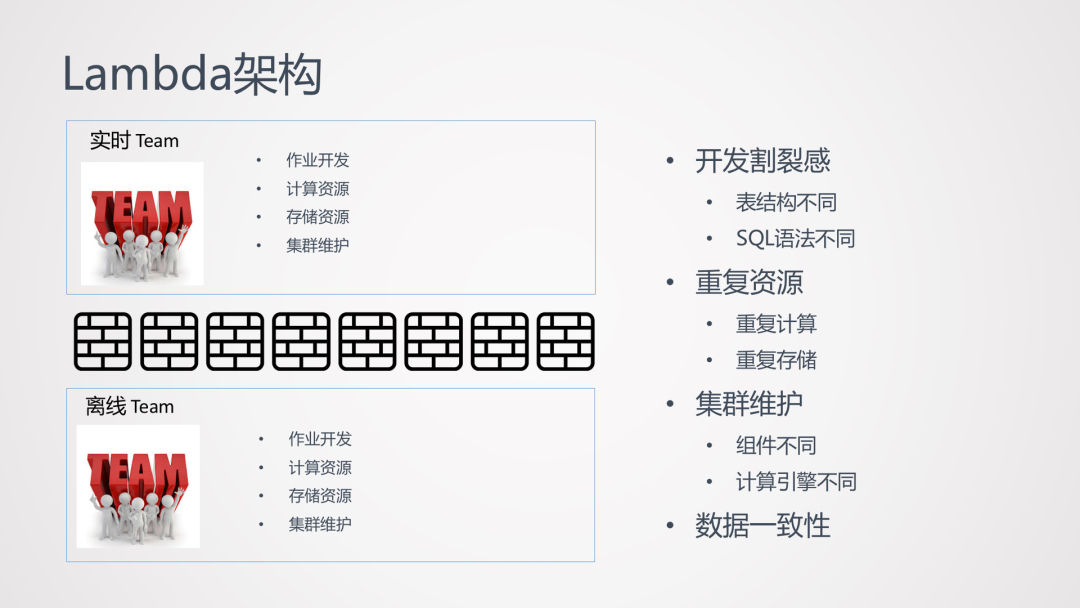 Lambda架构
实时 Team
TEAM
• 作业开发
• 计算资源
• 存储资源
• 集群维护
离线 Team
TEAM
• 作业开发
• 计算资源
• 存储资源
• 集群维护
• 开发割裂感
• 表结构不同
• SQL语法不同
• 重复资源
• 重复计算
• 重复存储
• 集群维护
• 组件不同
• 计算引擎不同
• 数据一致性